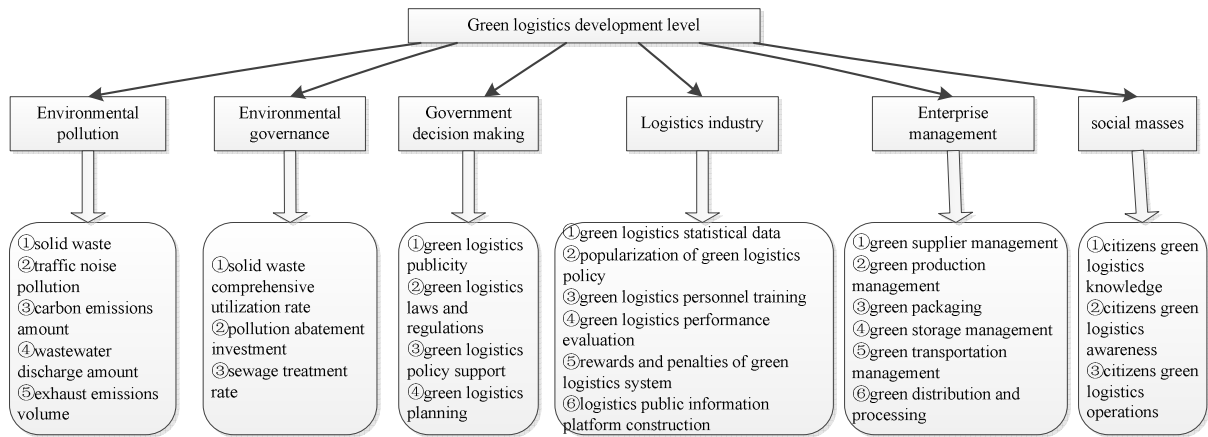 Green logistics development level
Environmental
pollution
Environmental
governance
Government
decision making
Logistics industry
Enterprise
management
social masses
①solid waste
②traffic noise
pollution
③carbon emissions
amount
④wastewater
discharge amount
⑤exhaust emissions
volume
①solid waste
comprehensive
utilization rate
②pollution abatement
investment
③sewage treatment
rate
①green logistics
publicity
②green logistics
laws and
regulations
③green logistics
policy support
④green logistics
planning
①green logistics statistical data
②popularization of green logistics
policy
③green logistics personnel training
④green logistics performance
evaluation
⑤rewards and penalties of green
logistics system
⑥logistics public information
platform construction
①green supplier management
②green production
management
③green packaging
④green storage management
⑤green transportation
management
⑥green distribution and
processing
①citizens green
logistics
knowledge
②citizens green
logistics
awareness
③citizens green
logistics
operations